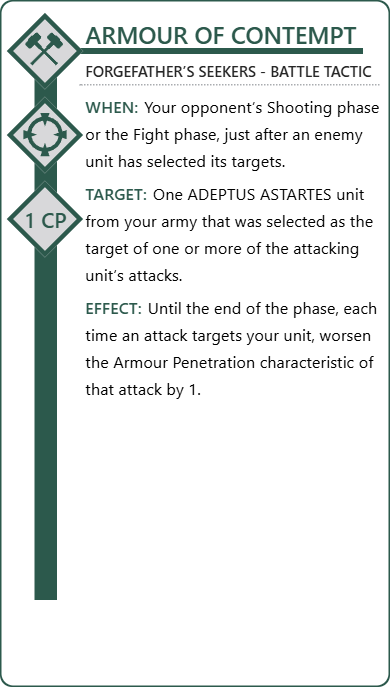 ARMOUR OF CONTEMPT
FORGEFATHER’S SEEKERS - BATTLE TACTIC
WHEN: Your opponent’s Shooting phase
or the Fight phase, just after an enemy
unit has selected its targets.
1 CP
TARGET: One ADEPTUS ASTARTES unit
from your army that was selected as the
target of one or more of the attacking
unit’s attacks.
EFFECT: Until the end of the phase, each
time an attack targets your unit, worsen
the Armour Penetration characteristic of
that attack by 1.